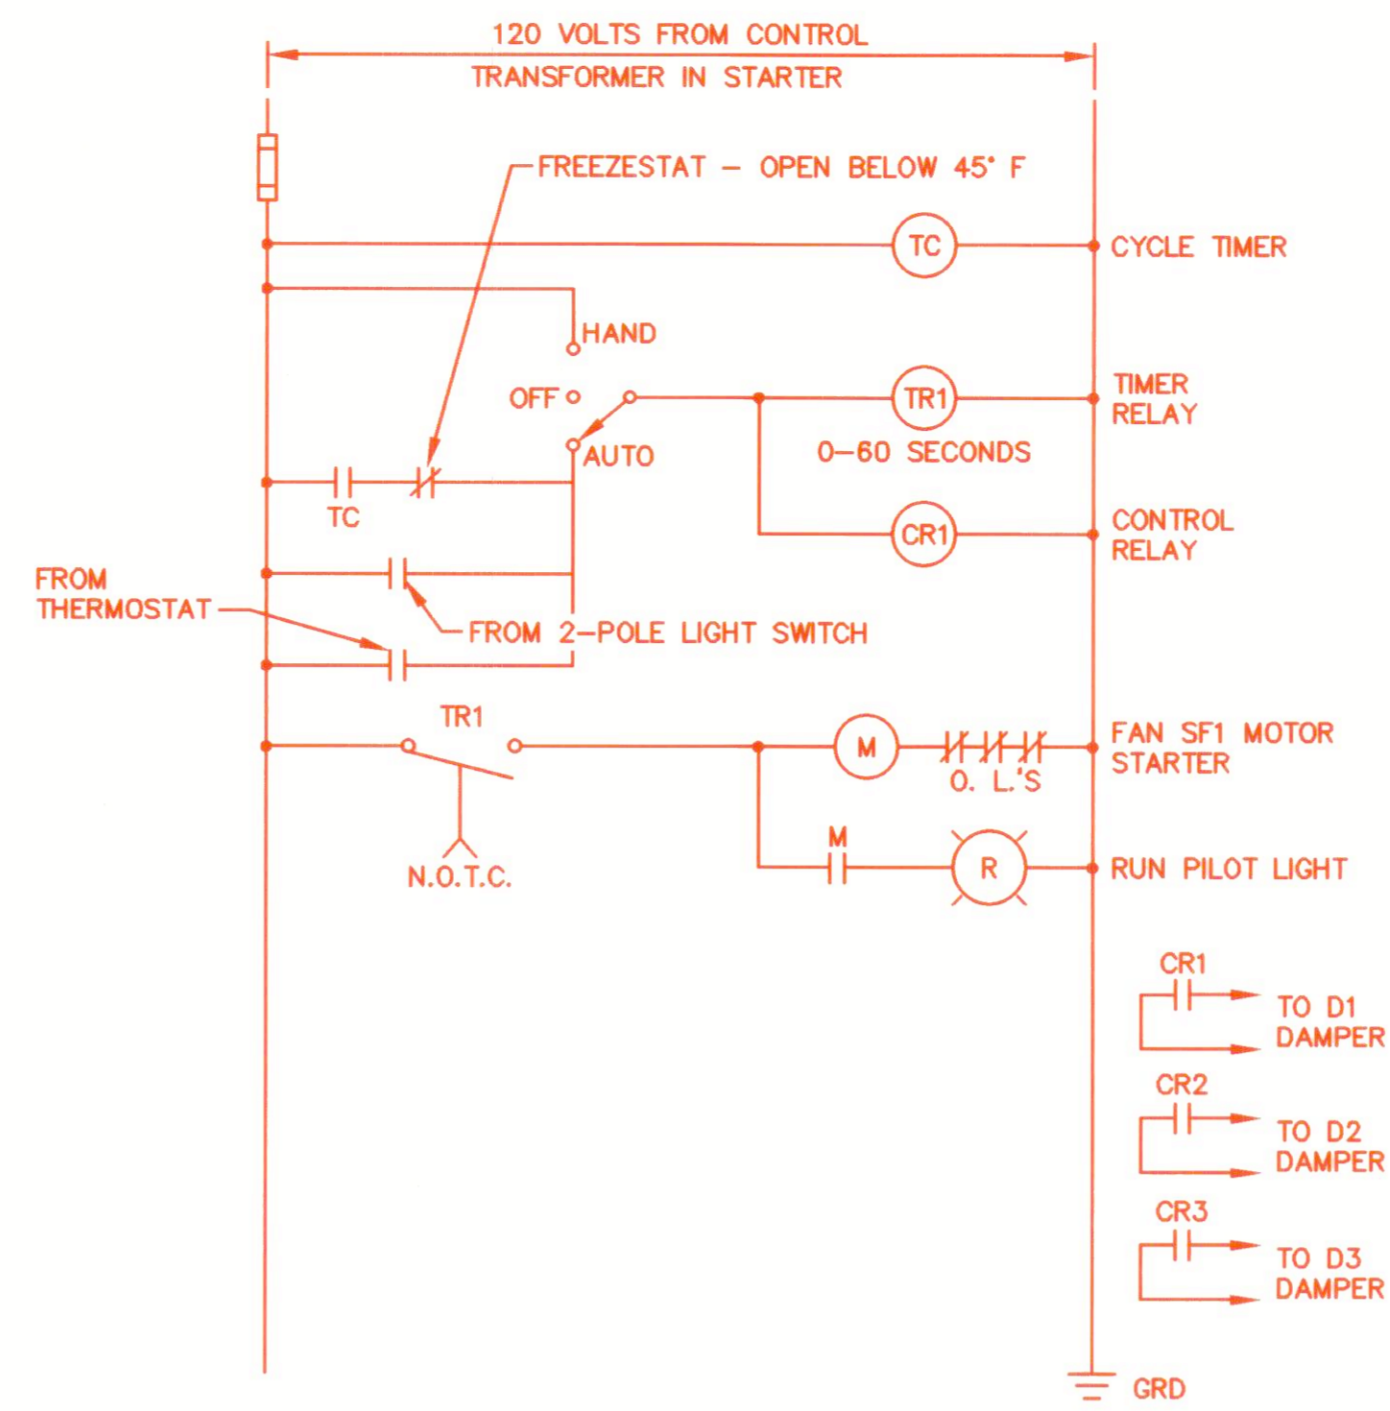 120 VOLTS FROM CONTROL
TRANSFORMER IN STARTER
FREEZESTAT - OPEN BELOW 45° F
TC
CYCLE TIMER
HAND
OFF
AUTO
TR1
0-60 SECONDS
TIMER
RELAY
TC
CR1
CONTROL
RELAY
FROM
THERMOSTAT
FROM 2-POLE LIGHT SWITCH
TR1
N.O.T.C.
M
O. L.'S
FAN SF1 MOTOR
STARTER
M
R
RUN PILOT LIGHT
CR1
TO D1
DAMPER
CR2
TO D2
DAMPER
CR3
TO D3
DAMPER
GRD